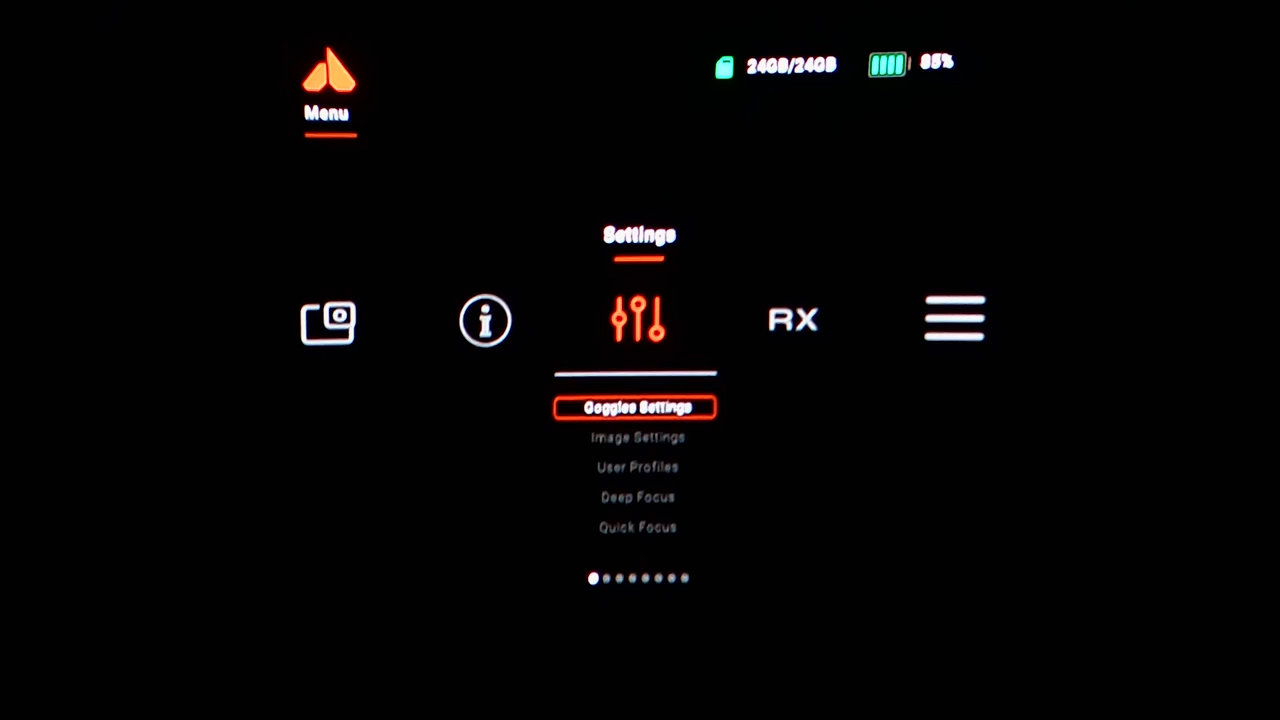 Menu
24GB/24GB
85%
Settings
RX
Goggles Settings
Image Settings
User Profiles
Deep Focus
Quick Focus